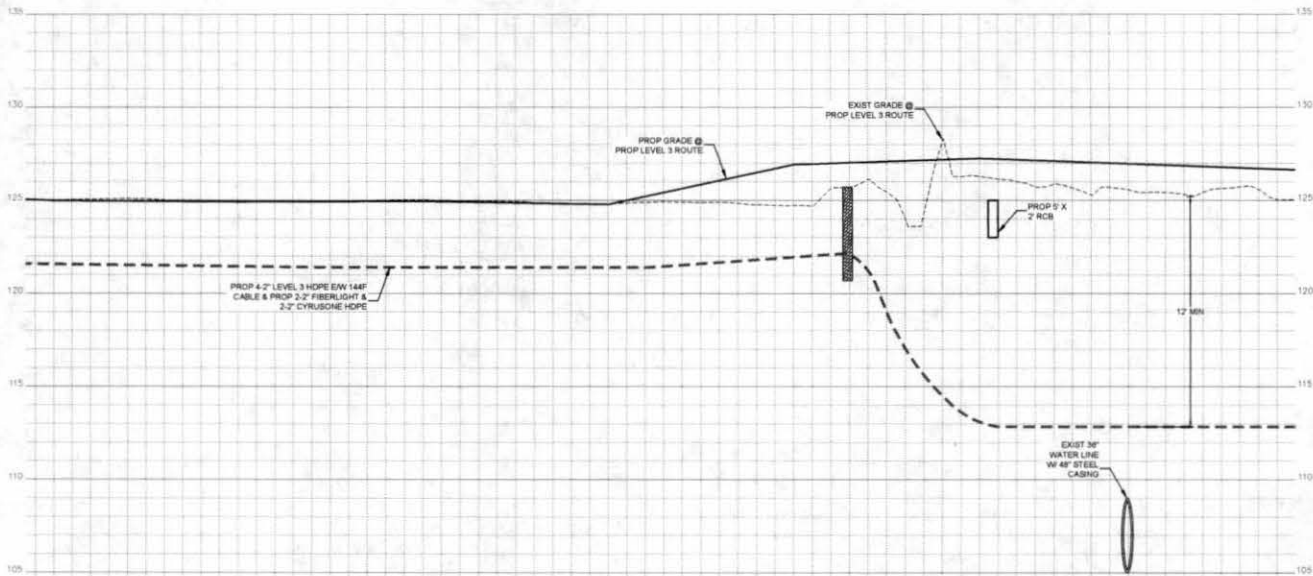 135 135
130 130
EXIST GRADE @
PROP LEVEL 3 ROUTE
PROP GRADE @
PROP LEVEL 3 ROUTE
125 125
PROP 5' X
2' RCB
PROP 4-2" LEVEL 3 HDPE E/W 144F
CABLE & PROP 2-2" FIBERLIGHT &
2-2" CYRUSONE HDPE
120 120
12' MIN
115 115
EXIST 36"
WATER LINE
W/ 48" STEEL
CASING
110 110
105 105